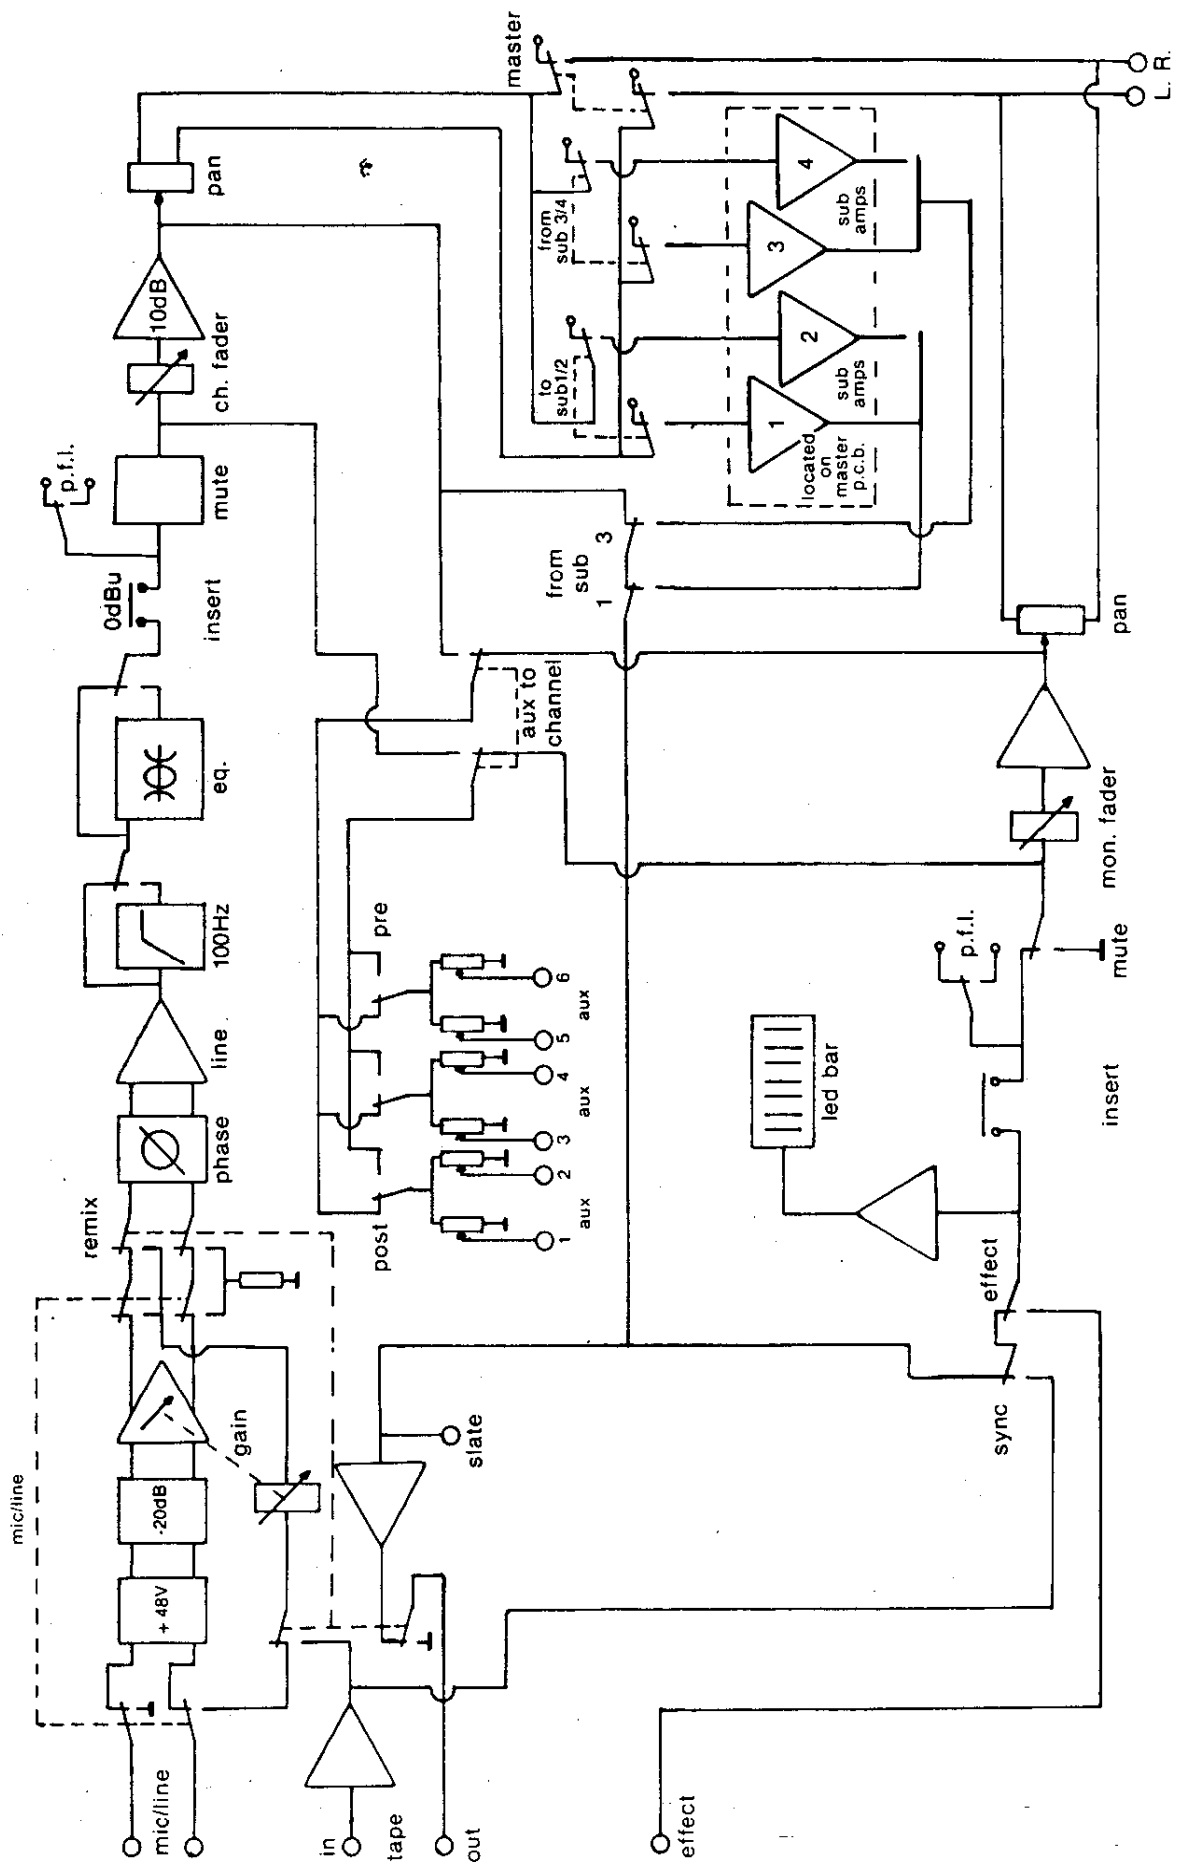 mic/line
mic/line
+48V
-20dB
gain
remix
phase
line
100Hz
eq.
0dBu
insert
p.f.l.
mute
ch. fader
10dB
pan
in
tape
out
slate
post
pre
1
2
3
4
5
6
aux
aux
aux
aux to
channel
from
sub
1
3
to
sub1/2
from
sub 3/4
master
1
2
3
4
sub
amps
sub
amps
located
on
master
p.c.b.
L.
R.
effect
sync
effect
led bar
insert
p.f.l.
mute
mon. fader
pan